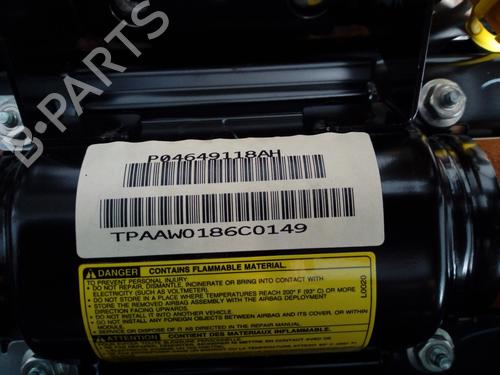 B-PARTS
P04649118AH
TPAAW0186C0149
DANGER
CONTAINS FLAMMABLE MATERIAL.
TO PREVENT PERSONAL INJURY:
• DO NOT REPAIR, DISMANTLE, INCINERATE OR BRING INTO CONTACT WITH
ELECTRICITY (SUCH AS VOLTMETER).
• DO NOT STORE IN A PLACE WHERE TEMPERATURES REACH 200° F (93° C) OR MORE
• STORE THE REMOVED AIRBAG ASSEMBLY WITH THE AIRBAG DEPLOYMENT
DIRECTION FACING UPWARDS.
• DO NOT INSTALL IT INTO ANOTHER VEHICLE.
• DO NOT PLACE ANY FOREIGN OBJECTS BETWEEN AIRBAG AND ITS COVER, OR WITHIN
MODULE.
• SERVICE OR DISPOSE OF IT AS DIRECTED IN THE REPAIR MANUAL.
L0020
DANGER
CONTIENT DES MATERIAUX INFLAMMABLE.